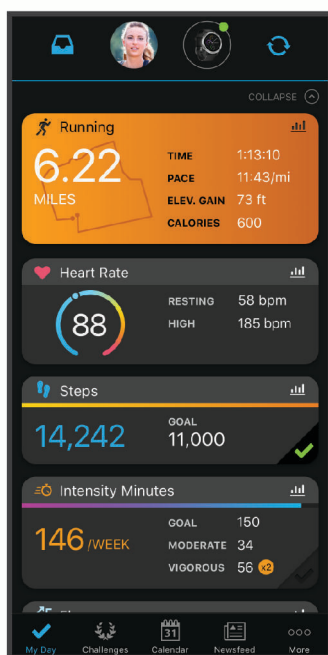 COLLAPSE
Running
6.22
MILES
TIME 1:13:10
PACE 11:43/mi
ELEV. GAIN 73 ft
CALORIES 600
Heart Rate
88
RESTING 58 bpm
HIGH 185 bpm
Steps
14,242
GOAL
11,000
Intensity Minutes
146 /WEEK
GOAL 150
MODERATE 34
VIGOROUS 56 x2
31
My Day Challenges Calendar Newsfeed More